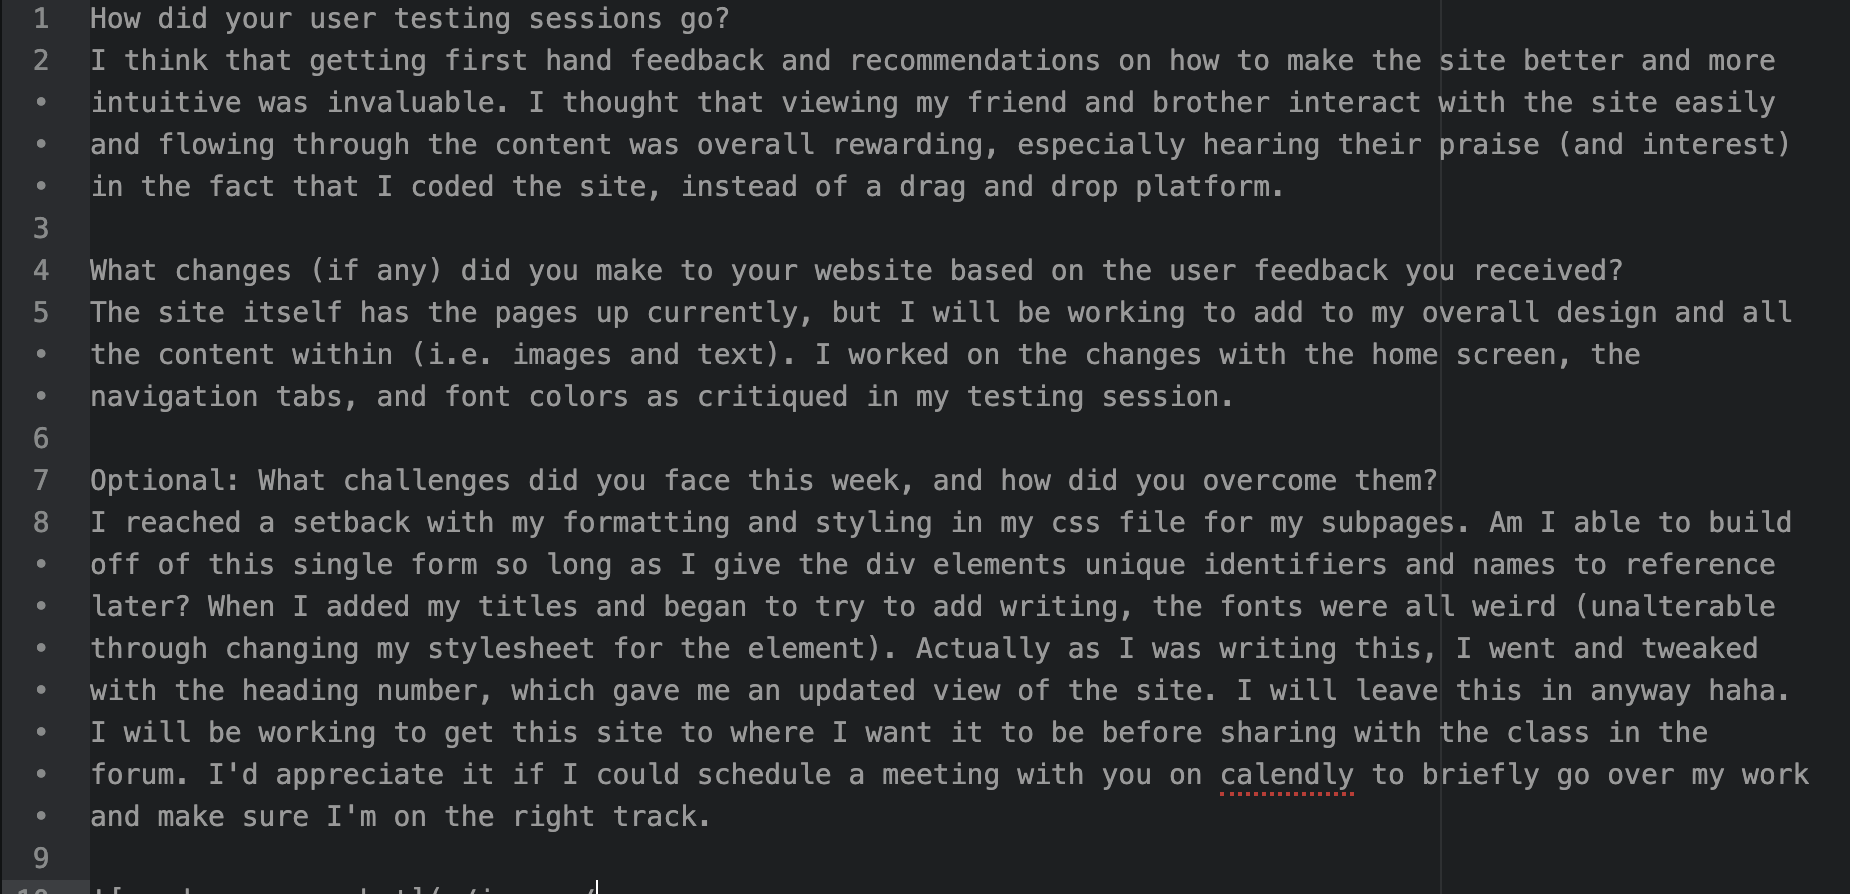 1 How did your user testing sessions go?
2 I think that getting first hand feedback and recommendations on how to make the site better and more
• intuitive was invaluable. I thought that viewing my friend and brother interact with the site easily
• and flowing through the content was overall rewarding, especially hearing their praise (and interest)
• in the fact that I coded the site, instead of a drag and drop platform.
3
4 What changes (if any) did you make to your website based on the user feedback you received?
5 The site itself has the pages up currently, but I will be working to add to my overall design and all
• the content within (i.e. images and text). I worked on the changes with the home screen, the
• navigation tabs, and font colors as critiqued in my testing session.
6
7 Optional: What challenges did you face this week, and how did you overcome them?
8 I reached a setback with my formatting and styling in my css file for my subpages. Am I able to build
• off of this single form so long as I give the div elements unique identifiers and names to reference
• later? When I added my titles and began to try to add writing, the fonts were all weird (unalterable
• through changing my stylesheet for the element). Actually as I was writing this, I went and tweaked
• with the heading number, which gave me an updated view of the site. I will leave this in anyway haha.
• I will be working to get this site to where I want it to be before sharing with the class in the
• forum. I'd appreciate it if I could schedule a meeting with you on calendly to briefly go over my work
• and make sure I'm on the right track.
9
10